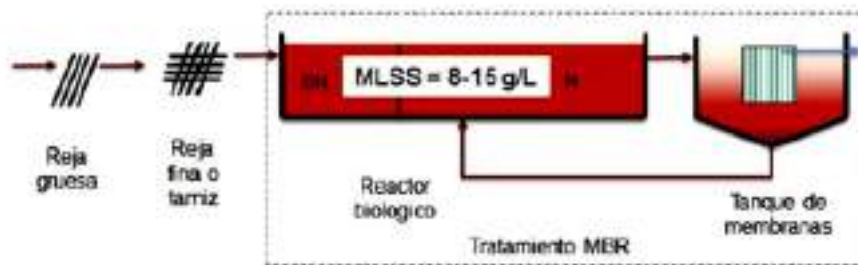 MLSS = 8-15 g/L
N
Reja
gruesa
Reja
fina o
tamiz
Reactor
biologico
Tanque de
membranas
Tratamiento MBR